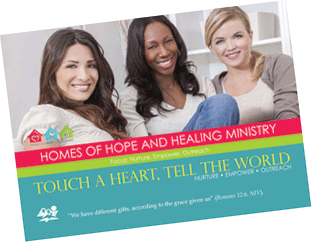 HOMES OF HOPE AND HEALING MINISTRY
Focus, Nurture, Empower, Outreach
TOUCH A HEART, TELL THE WORLD
NURTURE • EMPOWER • OUTREACH
"We have different gifts, according to the grace given us" (Romans 12:6, NIV).